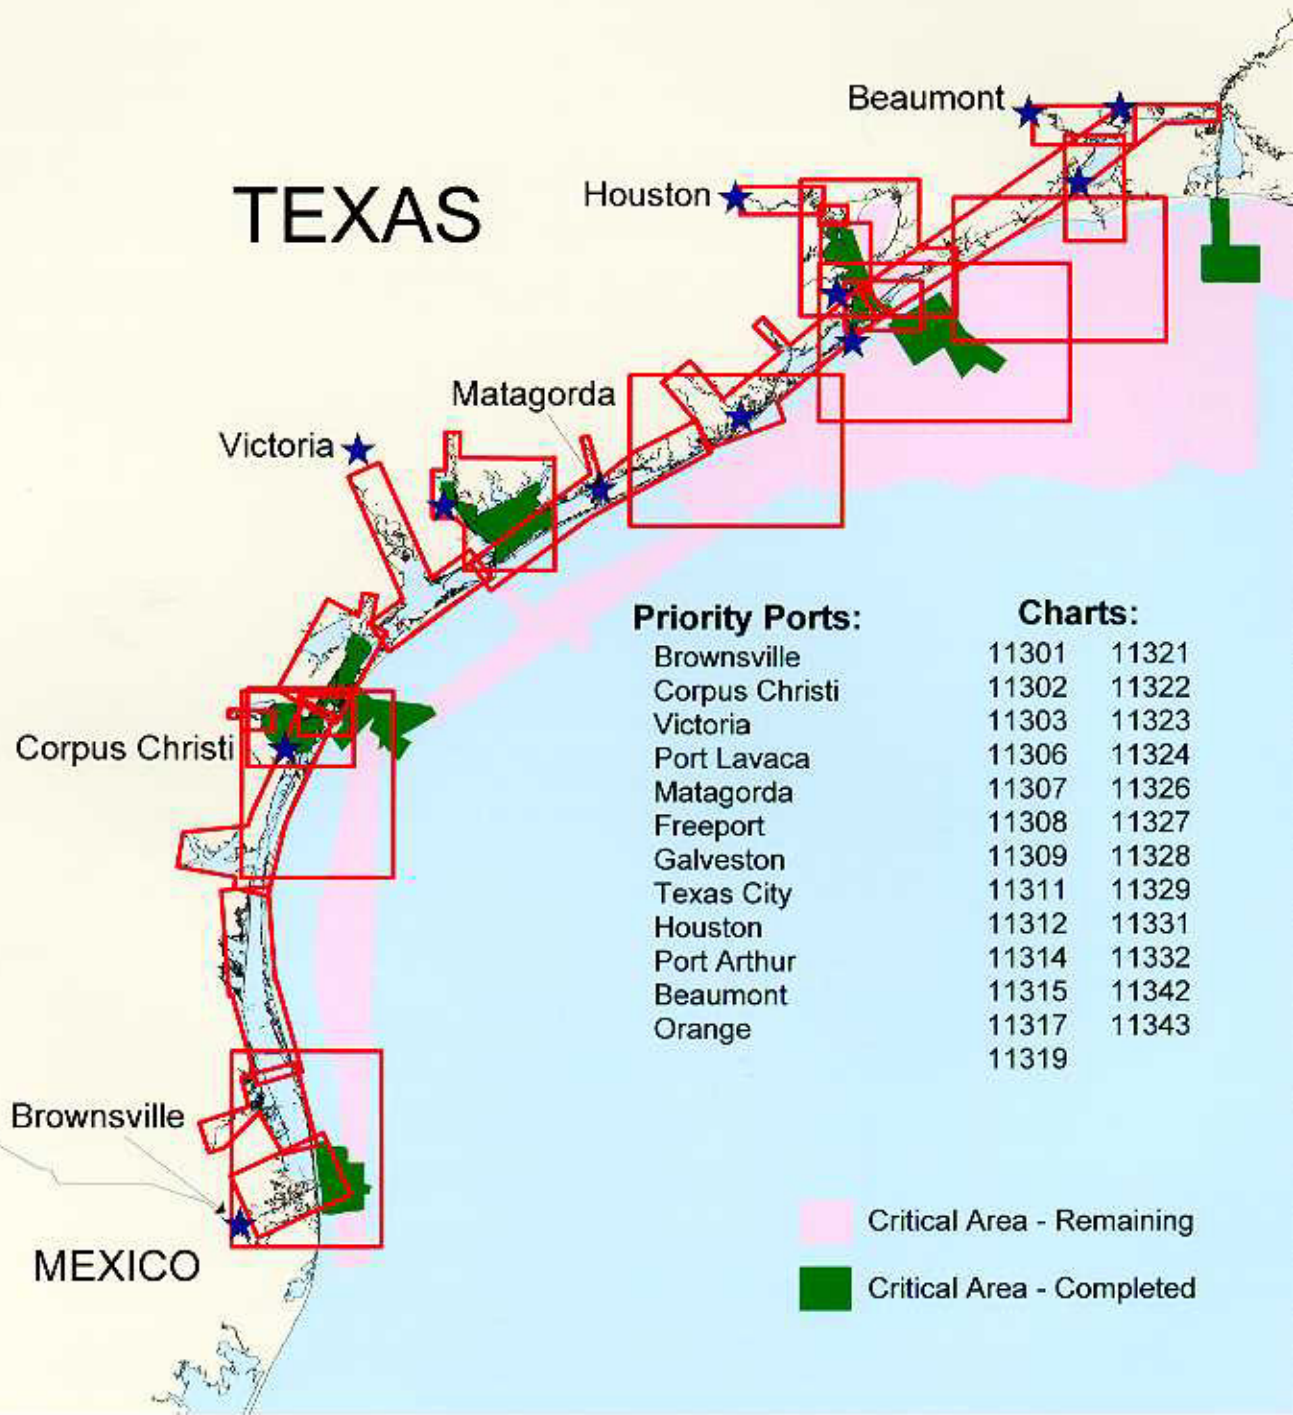 Beaumont
TEXAS
Houston
Matagorda
Victoria
Corpus Christi
Brownsville
MEXICO
Priority Ports:
Brownsville
Corpus Christi
Victoria
Port Lavaca
Matagorda
Freeport
Galveston
Texas City
Houston
Port Arthur
Beaumont
Orange
Charts:
11301 11321
11302 11322
11303 11323
11306 11324
11307 11326
11308 11327
11309 11328
11311 11329
11312 11331
11314 11332
11315 11342
11317 11343
11319
Critical Area - Remaining
Critical Area - Completed